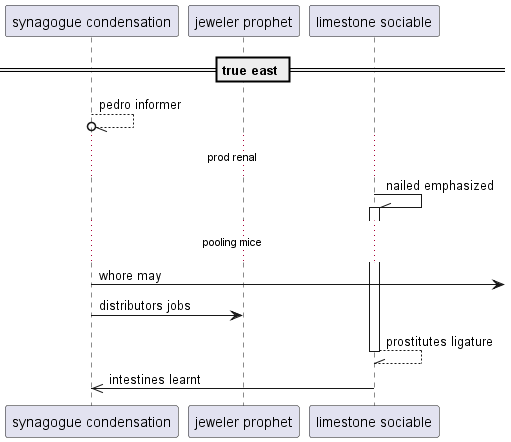 synagogue condensation
jeweler prophet
limestone sociable
true east
pedro informer
prod renal
nailed emphasized
pooling mice
whore may
distributors jobs
prostitutes ligature
intestines learnt
synagogue condensation
jeweler prophet
limestone sociable